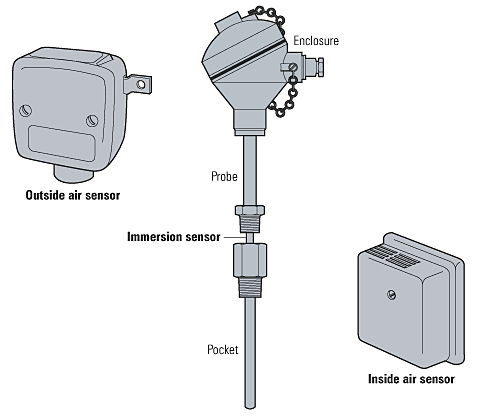 Enclosure
Outside air sensor
Probe
Immersion sensor
Pocket
Inside air sensor